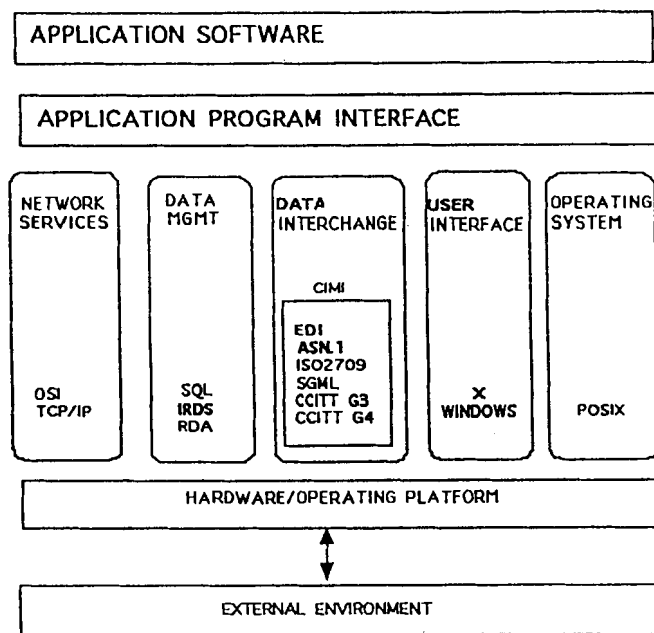 APPLICATION SOFTWARE
APPLICATION PROGRAM INTERFACE
NETWORK
SERVICES
OSI
TCP/IP
DATA
MGMT
SQL
IRDS
RDA
DATA
INTERCHANGE
CIMI
EDI
ASN.1
ISO2709
SGML
CCITT G3
CCITT G4
USER
INTERFACE
X
WINDOWS
OPERATING
SYSTEM
POSIX
HARDWARE/OPERATING PLATFORM
EXTERNAL ENVIRONMENT